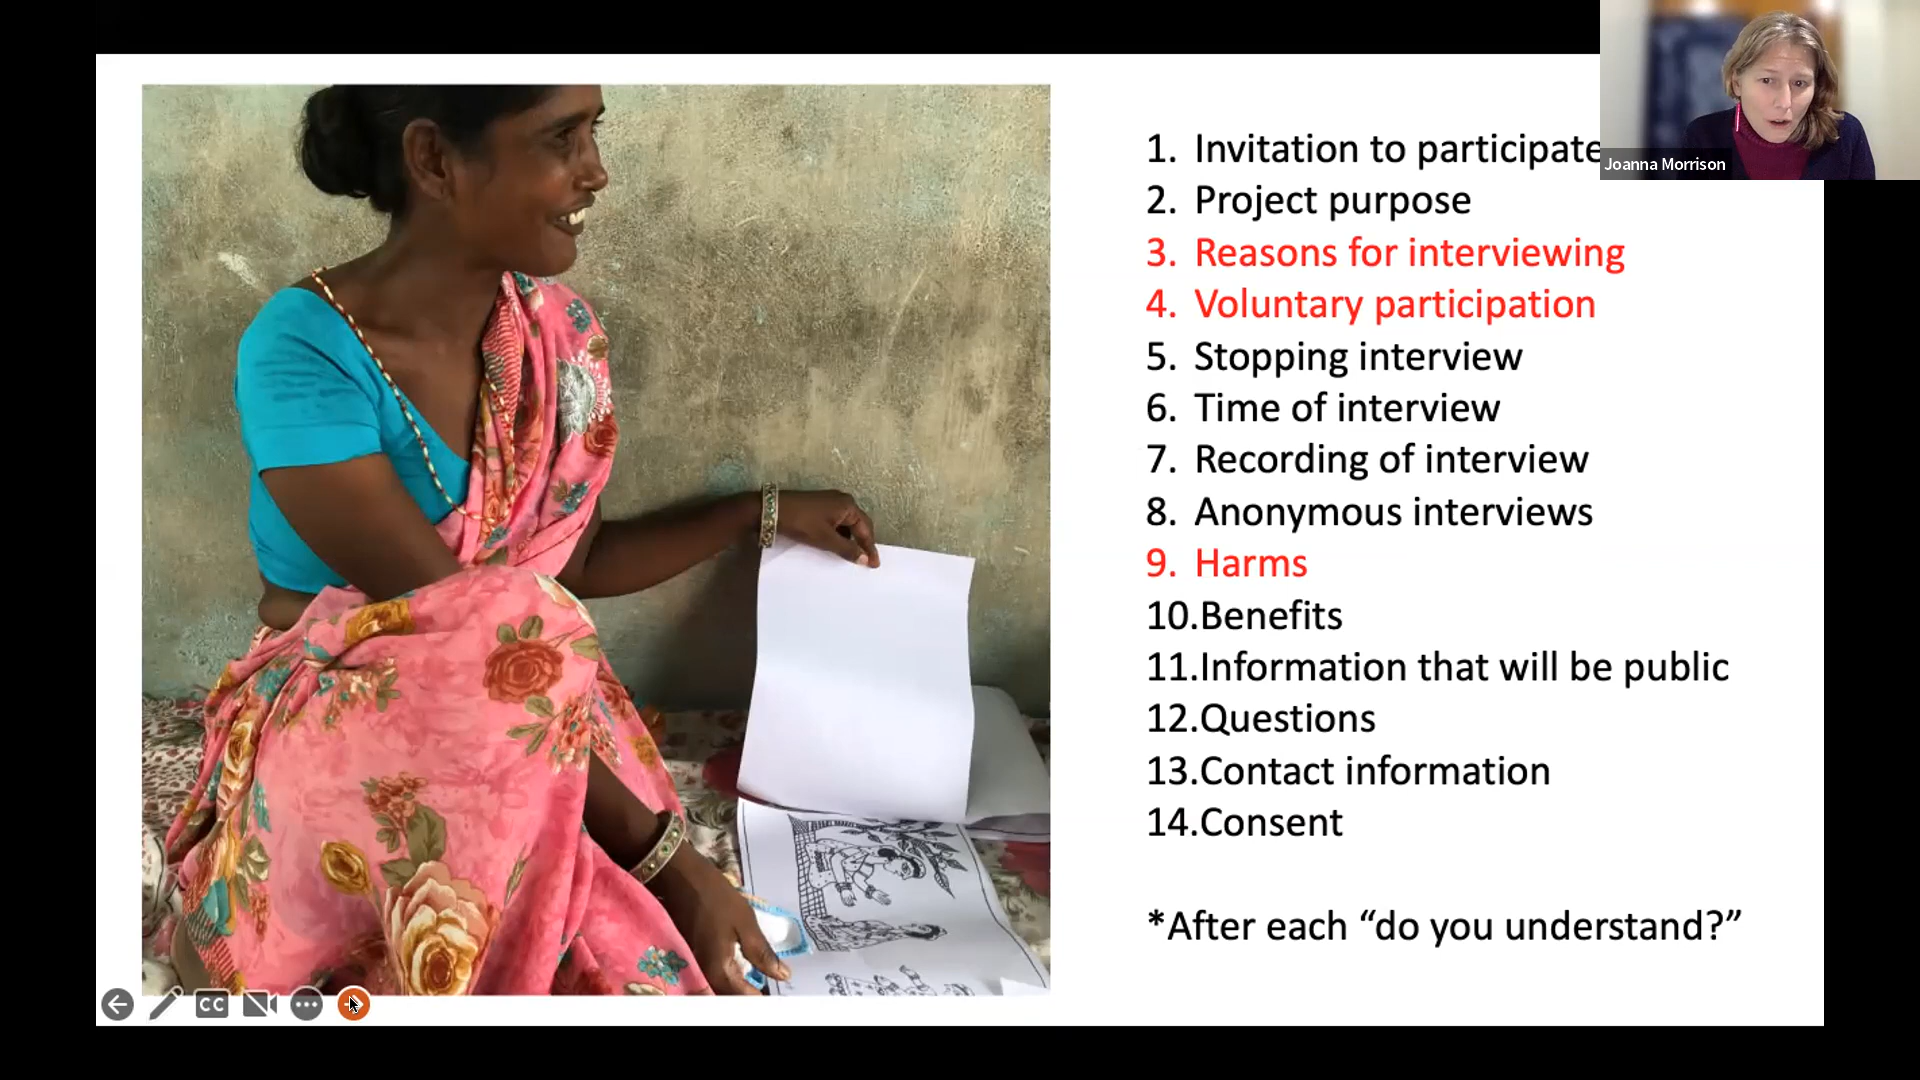 1. Invitation to participate
2. Project purpose
3. Reasons for interviewing
4. Voluntary participation
5. Stopping interview
6. Time of interview
7. Recording of interview
8. Anonymous interviews
9. Harms
10.Benefits
11.Information that will be public
12.Questions
13.Contact information
14.Consent
*After each “do you understand?”
Joanna Morrison
CC